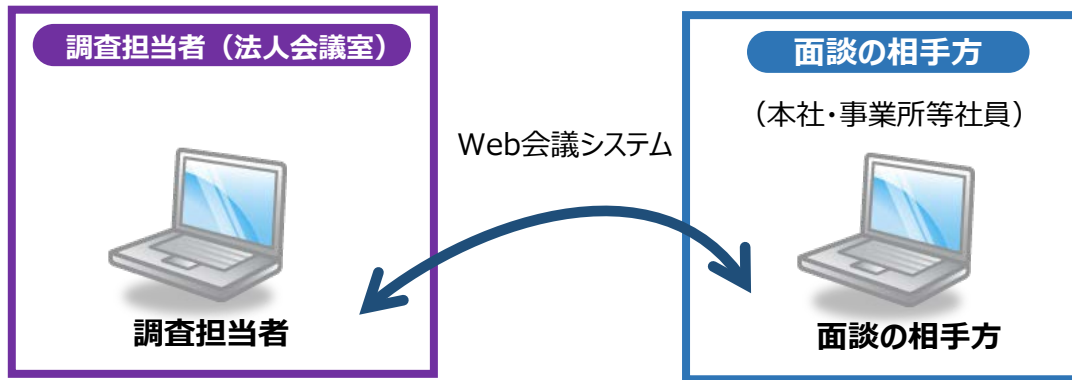 調査担当者（法人会議室）
面談の相手方
（本社・事業所等社員）
Web会議システム
調査担当者
面談の相手方